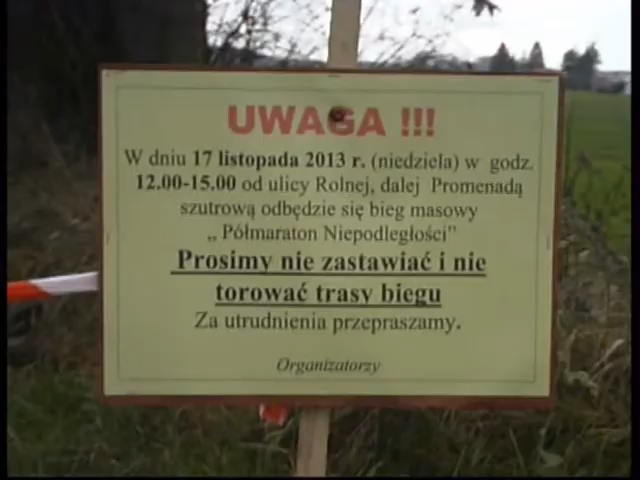 UWAGA !!!
W dniu 17 listopada 2013 r. (niedziela) w godz.
12.00-15.00 od ulicy Rolnej, dalej Promenadą
szutrową odbędzie się bieg masowy
„ Półmaraton Niepodległości”
Prosimy nie zastawiać i nie
torować trasy biegu
Za utrudnienia przepraszamy.
Organizatorzy